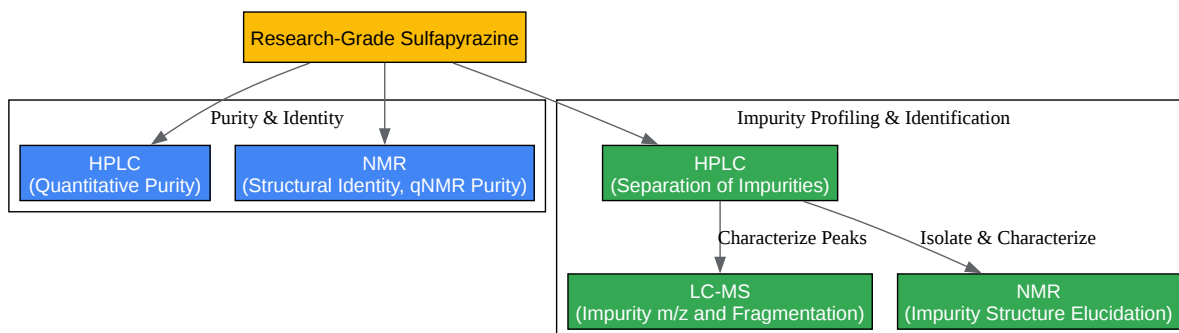 Research-Grade Sulfapyrazine
Purity & Identity
HPLC
(Quantitative Purity)
NMR
(Structural Identity, qNMR Purity)
Impurity Profiling & Identification
HPLC
(Separation of Impurities)
Characterize Peaks
Isolate & Characterize
LC-MS
(Impurity m/z and Fragmentation)
NMR
(Impurity Structure Elucidation)